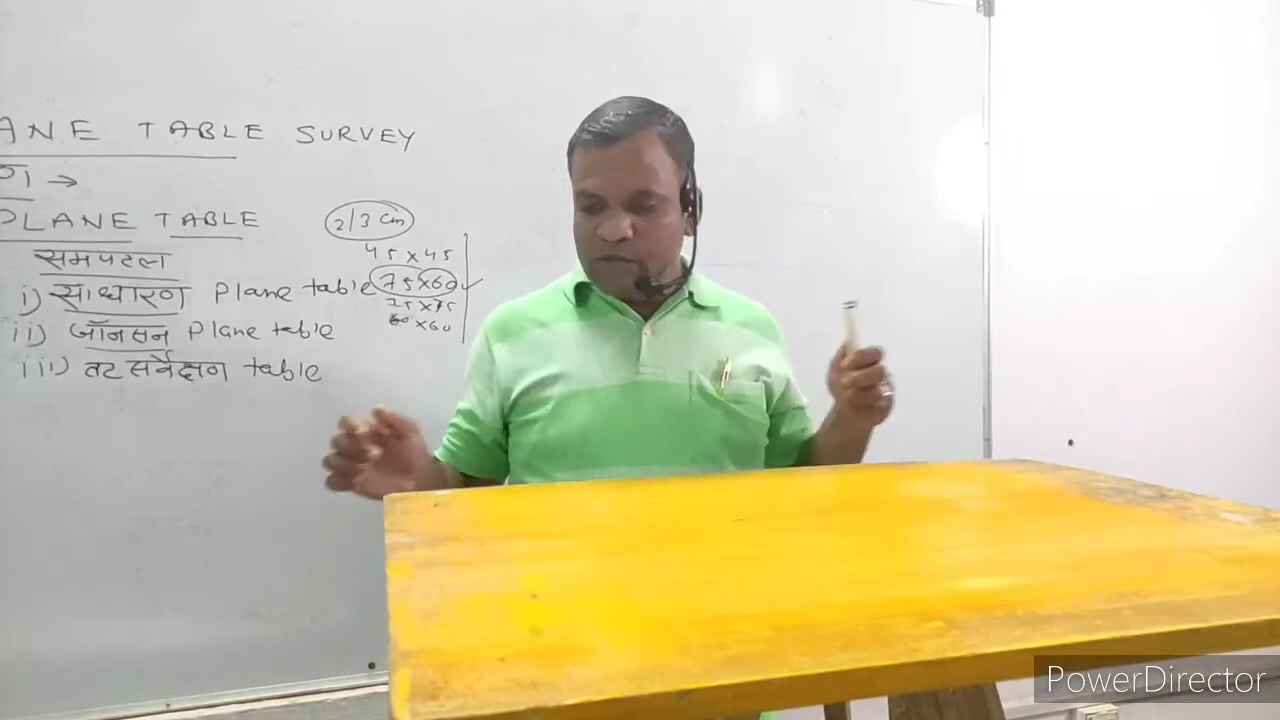 ANE TABLE SURVEY
ण →
PLANE TABLE
समपटल
i) साधारण Plane table
ii) जॉनसन Plane table
iii) तट सर्वेक्षण table
2/3 cm
45 x 45
75 x 60 ✓
75 x 75
60 x 60
PowerDirector